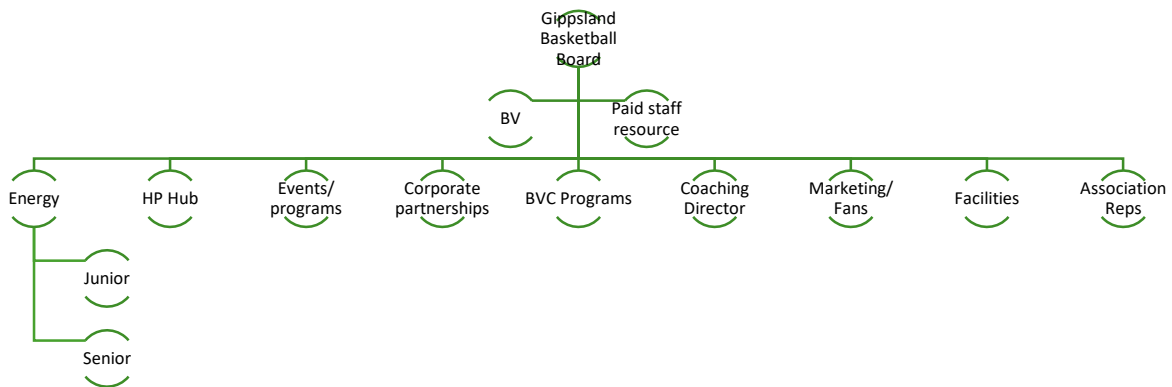 Gippsland
Basketball
Board
BV
Paid staff
resource
Energy
HP Hub
Events/
programs
Corporate
partnerships
BVC Programs
Coaching
Director
Marketing/
Fans
Facilities
Association
Reps
Junior
Senior